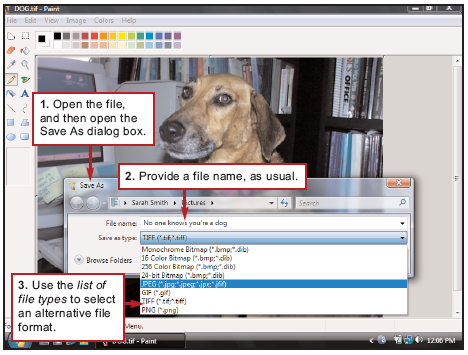 DOG.tif - Paint
File Edit View Image Colors Help
OFFICE
1. Open the file,
and then open the
Save As dialog box.
2. Provide a file name, as usual.
Save As
Sarah Smith ▸ Pictures
Search
File name: No one knows you're a dog
Save as type: TIFF (*.tif;*.tiff)
Browse Folders
Monochrome Bitmap (*.bmp;*.dib)
16 Color Bitmap (*.bmp;*.dib)
256 Color Bitmap (*.bmp;*.dib)
24-bit Bitmap (*.bmp;*.dib)
JPEG (*.jpg;*.jpeg;*.jpe;*.jfif)
GIF (*.gif)
TIFF (*.tif;*.tiff)
PNG (*.png)
3. Use the list of
file types to select
an alternative file
format.
Menu.
DOG.tif - Paint
12:00 PM